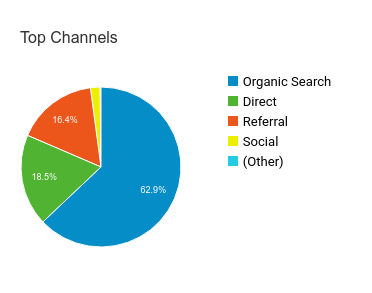 Top Channels
Organic Search
Direct
Referral
Social
(Other)
16.4%
18.5%
62.9%